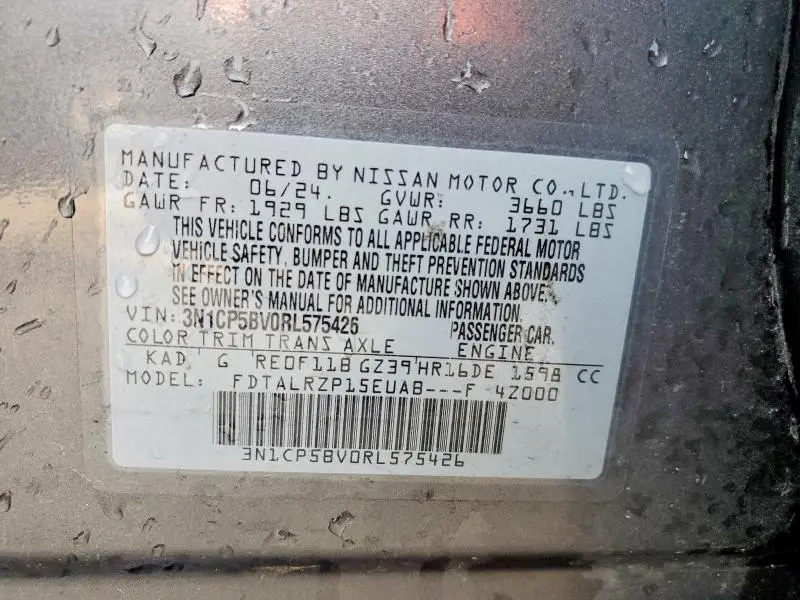 MANUFACTURED BY NISSAN MOTOR CO.,LTD.
DATE: 06/24. GVWR: 3660 LBS
GAWR FR: 1929 LBS GAWR RR: 1731 LBS
THIS VEHICLE CONFORMS TO ALL APPLICABLE FEDERAL MOTOR
VEHICLE SAFETY, BUMPER AND THEFT PREVENTION STANDARDS
IN EFFECT ON THE DATE OF MANUFACTURE SHOWN ABOVE.
SEE OWNER'S MANUAL FOR ADDITIONAL INFORMATION.
VIN: 3N1CP5BV0RL575426 PASSENGER CAR.
COLOR TRIM TRANS AXLE ENGINE
KAD G RE0F11B GZ39 HR16DE 1598 CC
MODEL: FDTALRZP15EUAB---F 4Z000
3N1CP5BV0RL575426